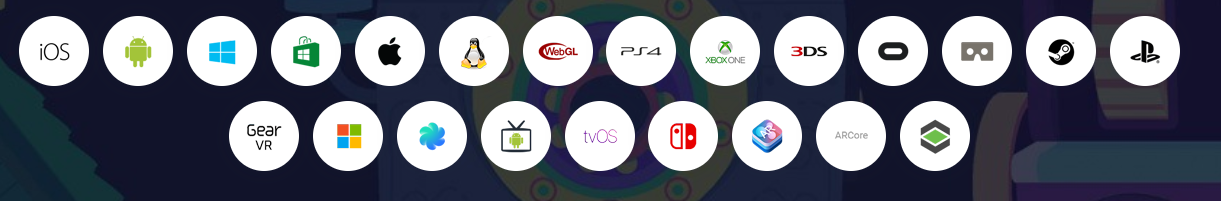 iOS
WebGL
PS4
XBOX ONE
3DS
Gear
VR
tvOS
ARCore